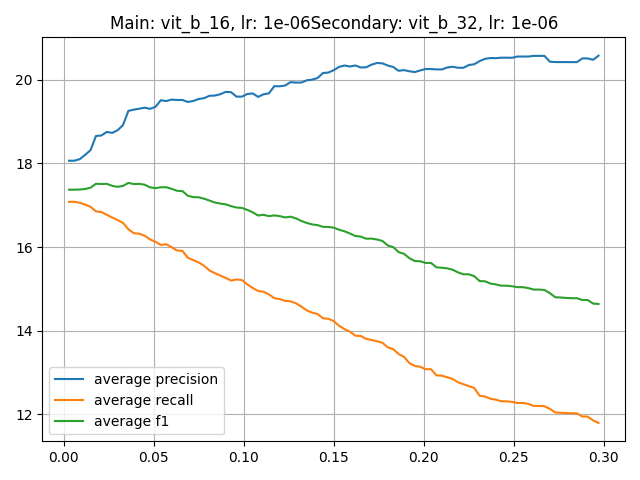 Main: vit_b_16, lr: 1e-06Secondary: vit_b_32, lr: 1e-06
20
18
16
14
12
average precision
average recall
average f1
0.00 0.05 0.10 0.15 0.20 0.25 0.30